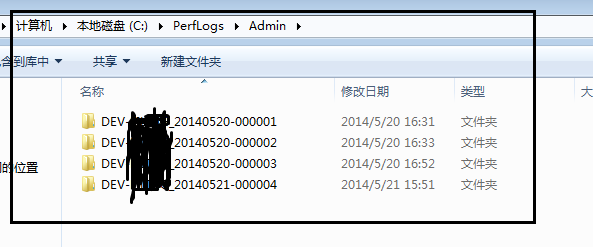 计算机 ▸ 本地磁盘 (C:) ▸ PerfLogs ▸ Admin ▸
含到库中 共享 新建文件夹
名称 修改日期 类型 大
DEV- _20140520-000001 2014/5/20 16:31 文件夹
DEV- _20140520-000002 2014/5/20 16:33 文件夹
DEV- _20140520-000003 2014/5/20 16:52 文件夹
的位置
DEV- _20140521-000004 2014/5/21 15:51 文件夹